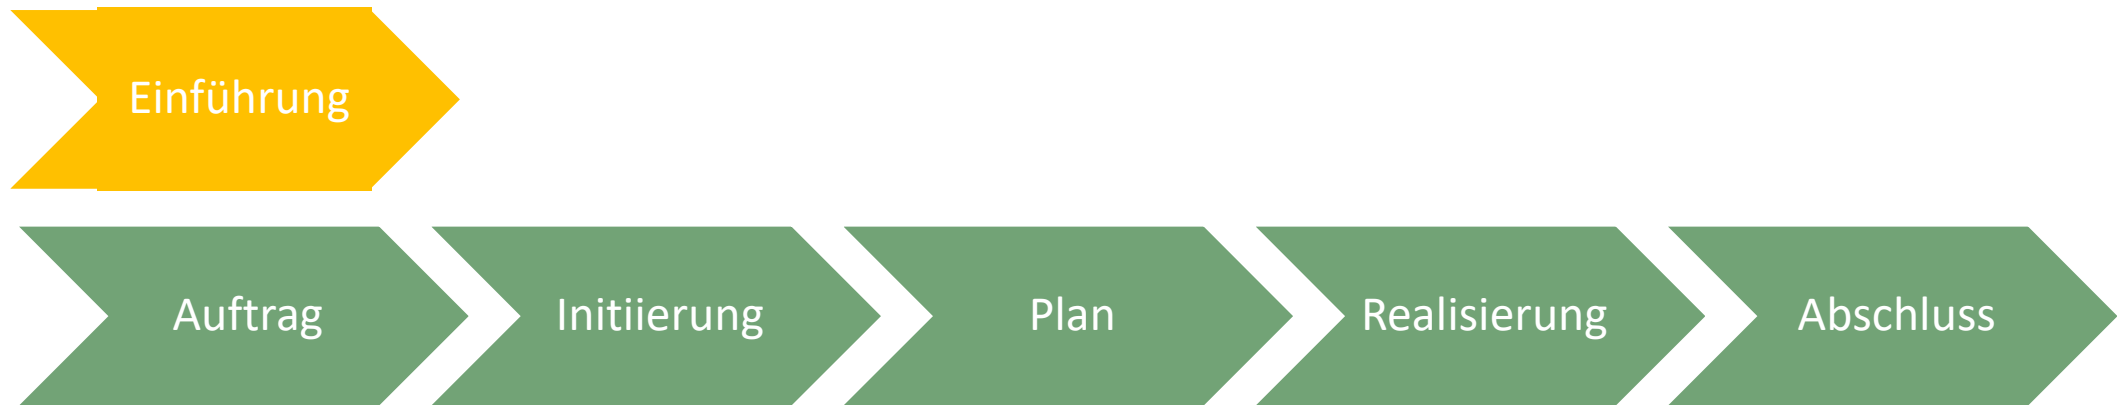 Einführung
Auftrag
Initiierung
Plan
Realisierung
Abschluss